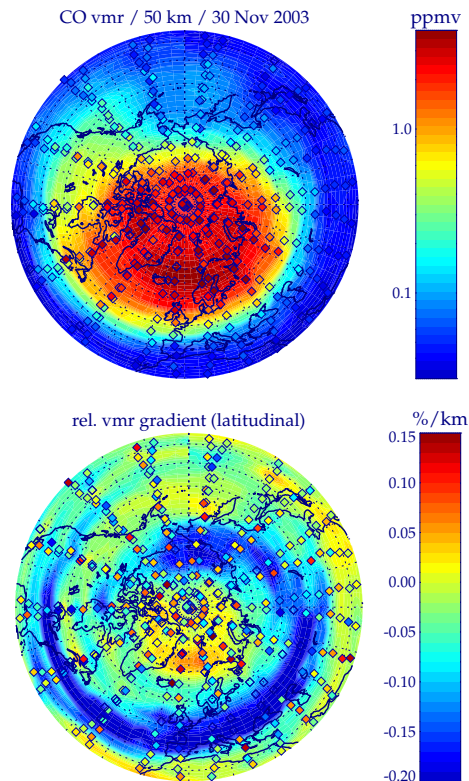 CO vmr / 50 km / 30 Nov 2003
ppmv
1.0
0.1
rel. vmr gradient (latitudinal)
%/km
0.15
0.10
0.05
0.00
-0.05
-0.10
-0.15
-0.20